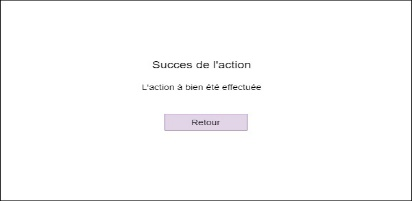 Succes de l'action
L'action à bien été effectuée
Retour